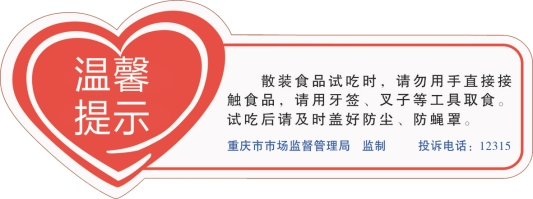 温馨
提示
散装食品试吃时，请勿用手直接接
触食品，请用牙签、叉子等工具取食。
试吃后请及时盖好防尘、防蝇罩。
重庆市市场监督管理局 监制 投诉电话：12315